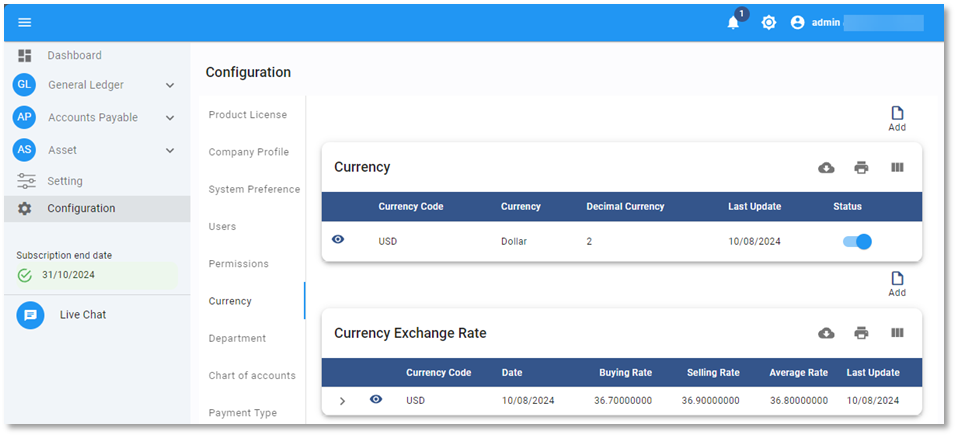 1
admin
Dashboard
GL General Ledger
AP Accounts Payable
AS Asset
Setting
Configuration
Subscription end date
31/10/2024
Live Chat
Configuration
Product License
Company Profile
System Preference
Users
Permissions
Currency
Department
Chart of accounts
Payment Type
Add
Currency
Currency Code Currency Decimal Currency Last Update Status
USD Dollar 2 10/08/2024
Add
Currency Exchange Rate
Currency Code Date Buying Rate Selling Rate Average Rate Last Update
USD 10/08/2024 36.70000000 36.90000000 36.80000000 10/08/2024